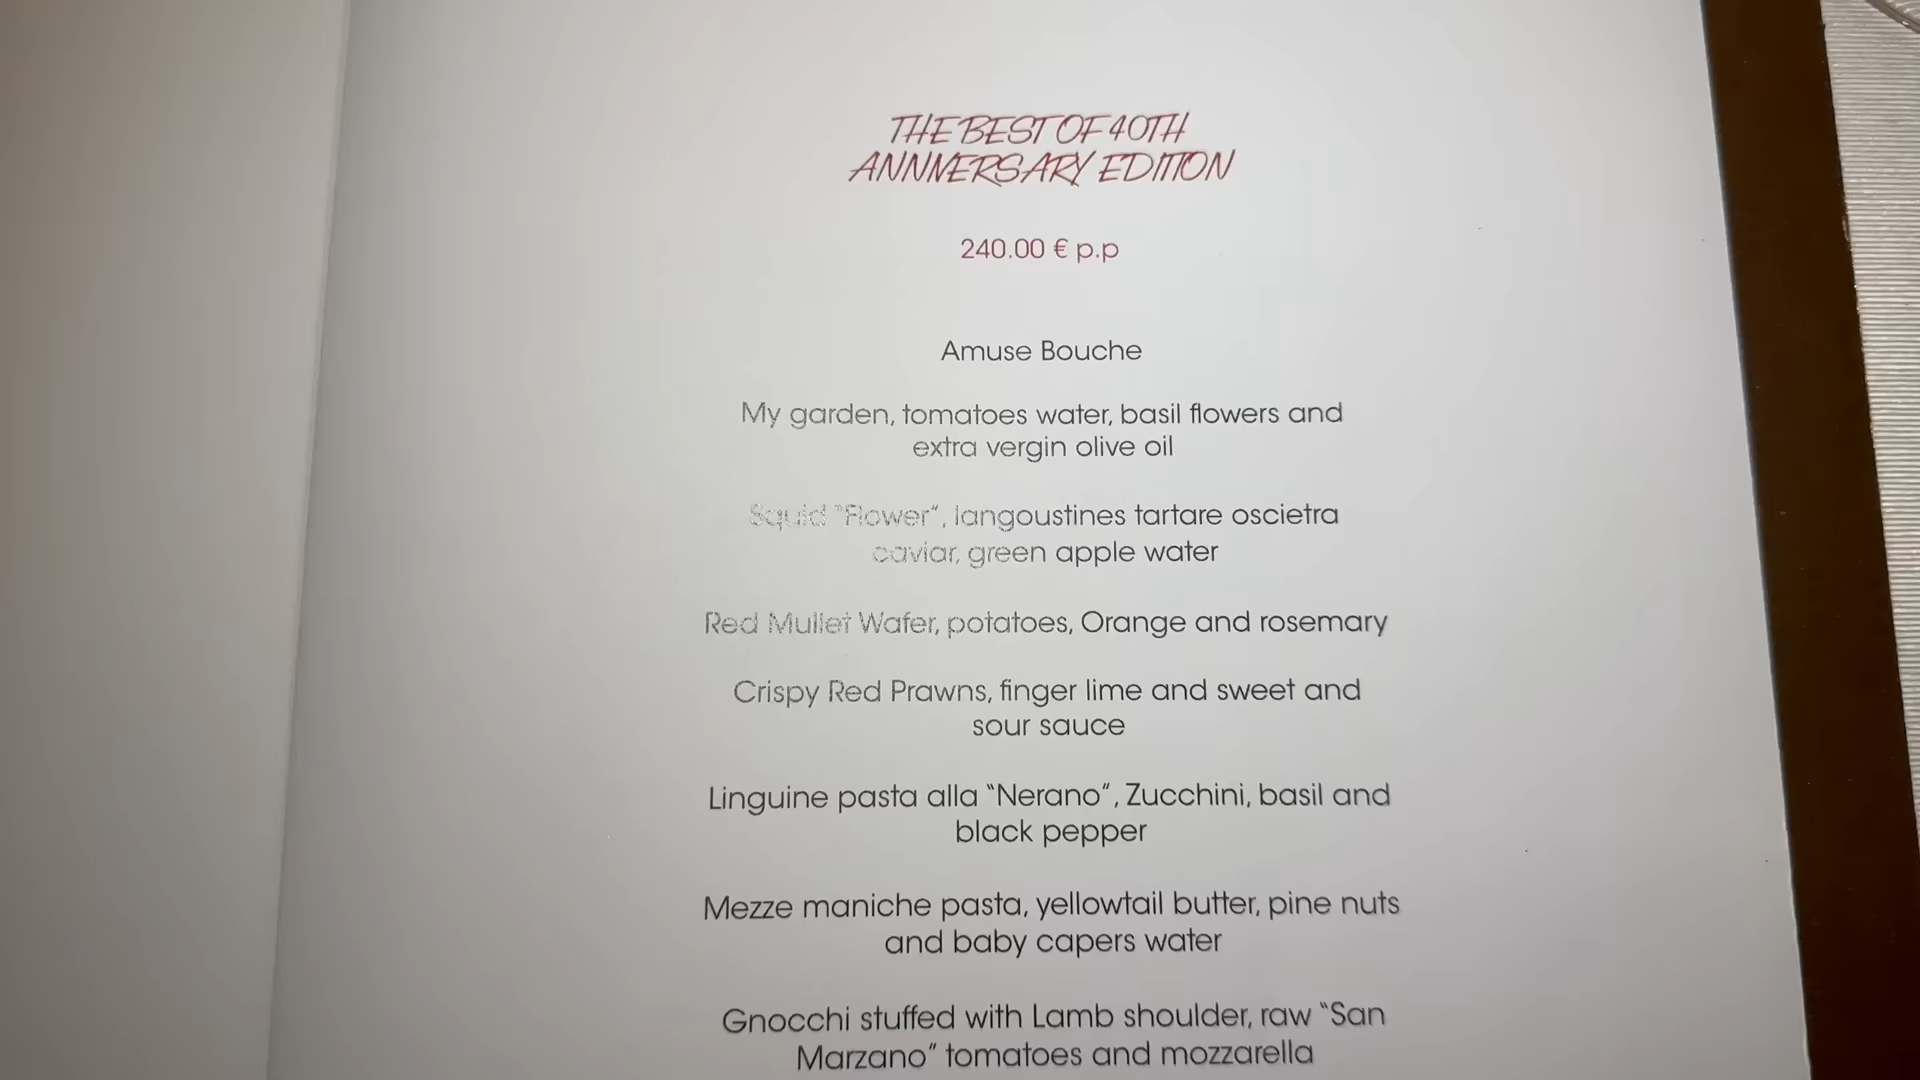 THE BEST OF 40TH
ANNIVERSARY EDITION
240.00 € p.p
Amuse Bouche
My garden, tomatoes water, basil flowers and
extra vergin olive oil
Squid "Flower", langoustines tartare oscietra
caviar, green apple water
Red Mullet Wafer, potatoes, Orange and rosemary
Crispy Red Prawns, finger lime and sweet and
sour sauce
Linguine pasta alla "Nerano", Zucchini, basil and
black pepper
Mezze maniche pasta, yellowtail butter, pine nuts
and baby capers water
Gnocchi stuffed with Lamb shoulder, raw "San
Marzano" tomatoes and mozzarella